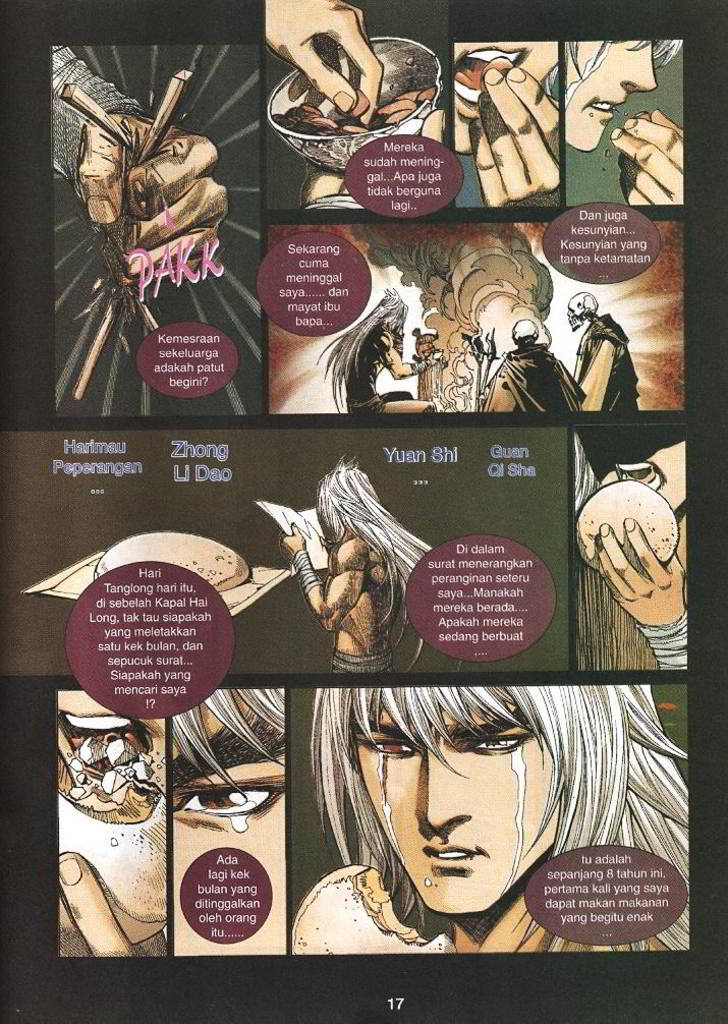 PAKK
Kemesraan
sekeluarga
adakah patut
begini?
Mereka
sudah mening-
gal...Apa juga
tidak berguna
lagi..
Sekarang
cuma
meninggal
saya...... dan
mayat ibu
bapa...
Dan juga
kesunyian...
Kesunyian yang
tanpa ketamatan
...
Harimau
Peperangan
...
Zhong
Li Dao
Yuan Shi
...
Guan
Qi Sha
Hari
Tanglong hari itu,
di sebelah Kapal Hai
Long, tak tau siapakah
yang meletakkan
satu kek bulan, dan
sepucuk surat...
Siapakah yang
mencari saya
!?
Di dalam
surat menerangkan
peranginan seteru
saya...Manakah
mereka berada....
Apakah mereka
sedang berbuat
,...
Ada
lagi kek
bulan yang
ditinggalkan
oleh orang
itu......
tu adalah
sepanjang 8 tahun ini,
pertama kali yang saya
dapat makan makanan
yang begitu enak
...
17